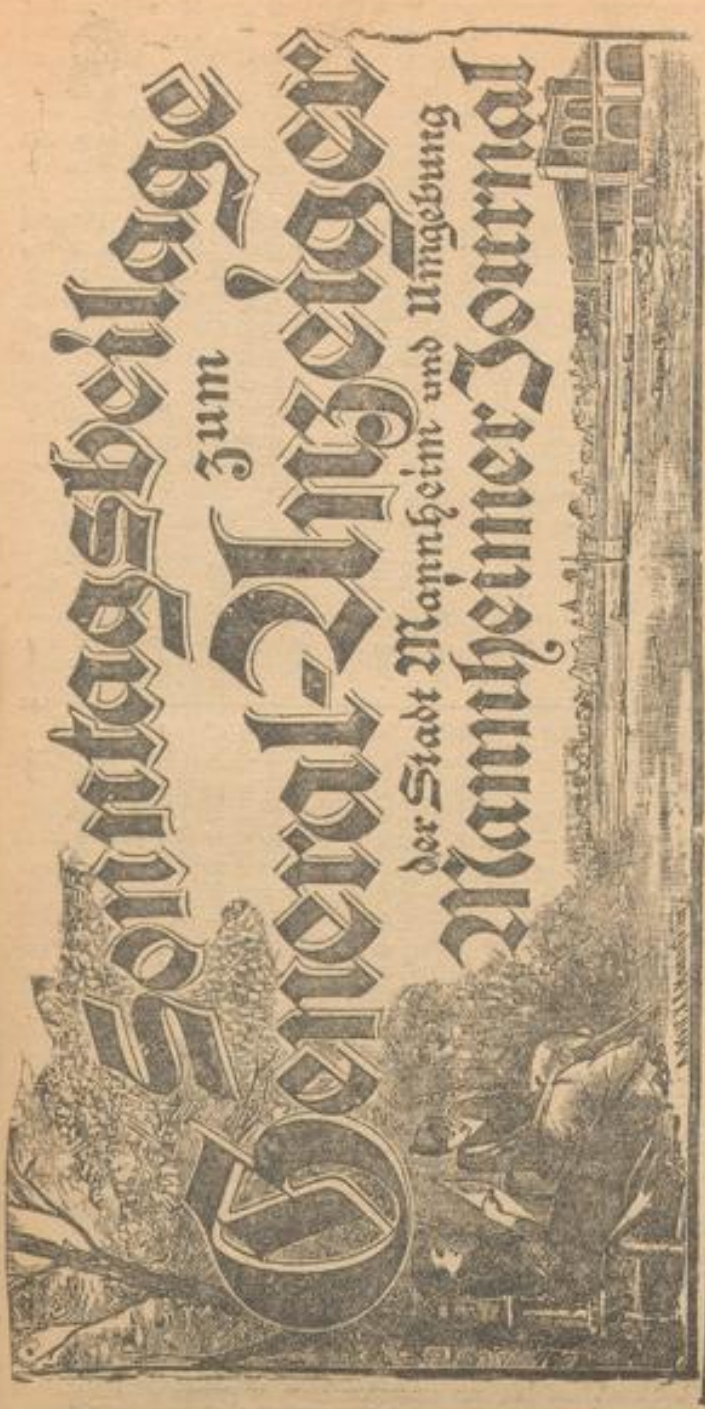 Sonntagsbeilage
zum
General-Anzeiger
der Stadt Mannheim und Umgebung
Mannheimer Journal